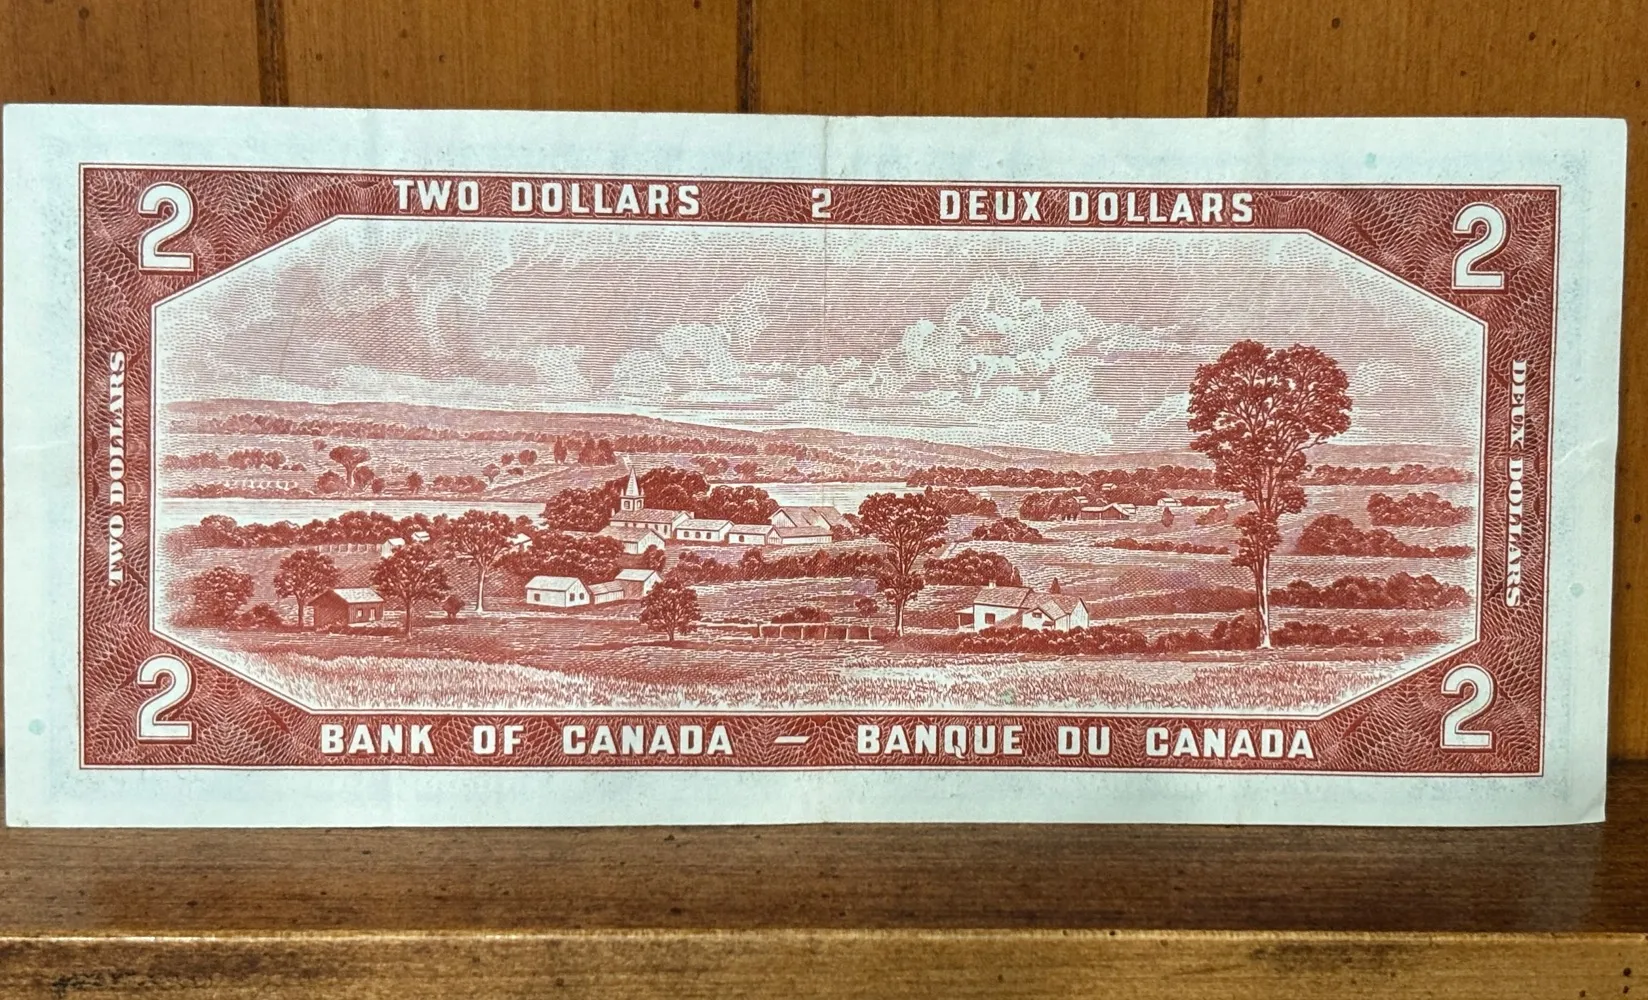 2 TWO DOLLARS 2 DEUX DOLLARS 2
TWO DOLLARS
DEUX DOLLARS
2 BANK OF CANADA – BANQUE DU CANADA 2